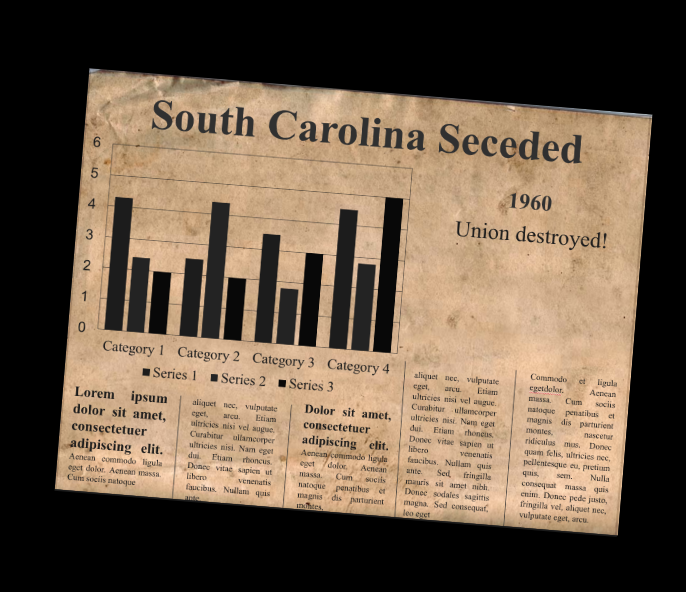 South Carolina Seceded
6
5
4
3
2
1
0
Category 1 Category 2 Category 3 Category 4
Series 1 Series 2 Series 3
1960
Union destroyed!
Lorem ipsum
dolor sit amet,
consectetuer
adipiscing elit.
Aenean commodo ligula
eget dolor. Aenean massa.
Cum sociis natoque
aliquet nec, vulputate
eget, arcu. Etiam
ultricies nisi vel augue.
Curabitur ullamcorper
ultricies nisi. Nam eget
dui. Etiam rhoncus.
Donec vitae sapien ut
libero venenatis
faucibus. Nullam quis
ante.
Dolor sit amet,
consectetuer
adipiscing elit.
Aenean commodo ligula
eget dolor. Aenean
massa. Cum sociis
natoque penatibus et
magnis dis parturient
montes,
aliquet nec, vulputate
eget, arcu. Etiam
ultricies nisi vel augue.
Curabitur ullamcorper
ultricies nisi. Nam eget
dui. Etiam rhoncus.
Donec vitae sapien ut
libero venenatis
faucibus. Nullam quis
ante. Sed fringilla
mauris sit amet nibh.
Donec sodales sagittis
magna. Sed consequat,
leo eget
Commodo et ligula
egetdolor. Aenean
massa. Cum sociis
natoque penatibus et
magnis dis parturient
montes, nascetur
ridiculus mus. Donec
quam felis, ultricies nec,
pellentesque eu, pretium
quis, sem. Nulla
consequat massa quis
enim. Donec pede justo,
fringilla vel, aliquet nec,
vulputate eget, arcu.